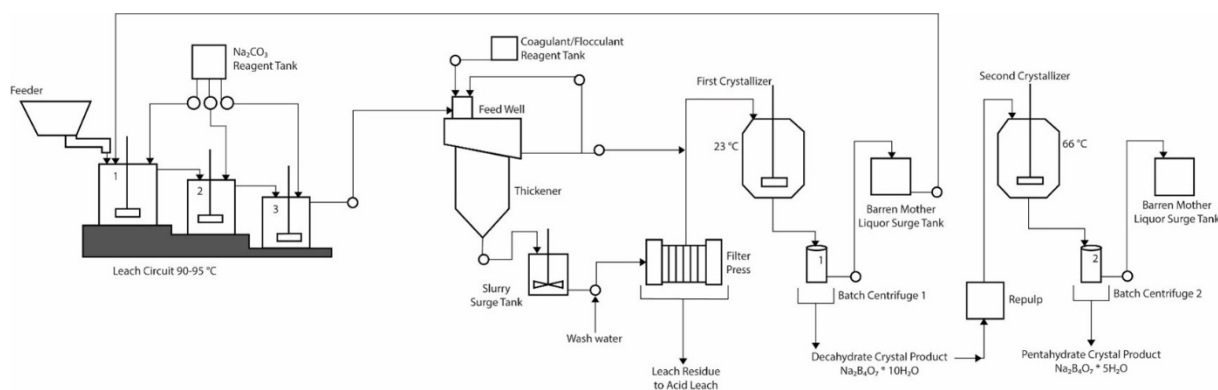 Feeder
Na₂CO₃
Reagent Tank
1
2
3
Leach Circuit 90-95 °C
Coagulant/Flocculant
Reagent Tank
Feed Well
Thickener
Slurry
Surge Tank
Wash water
Filter
Press
Leach Residue
to Acid Leach
First Crystallizer
23 °C
1
Batch Centrifuge 1
Barren Mother
Liquor Surge Tank
Decahydrate Crystal Product
Na₂B₄O₇ * 10H₂O
Repulp
Second Crystallizer
66 °C
2
Batch Centrifuge 2
Barren Mother
Liquor Surge Tank
Pentahydrate Crystal Product
Na₂B₄O₇ * 5H₂O